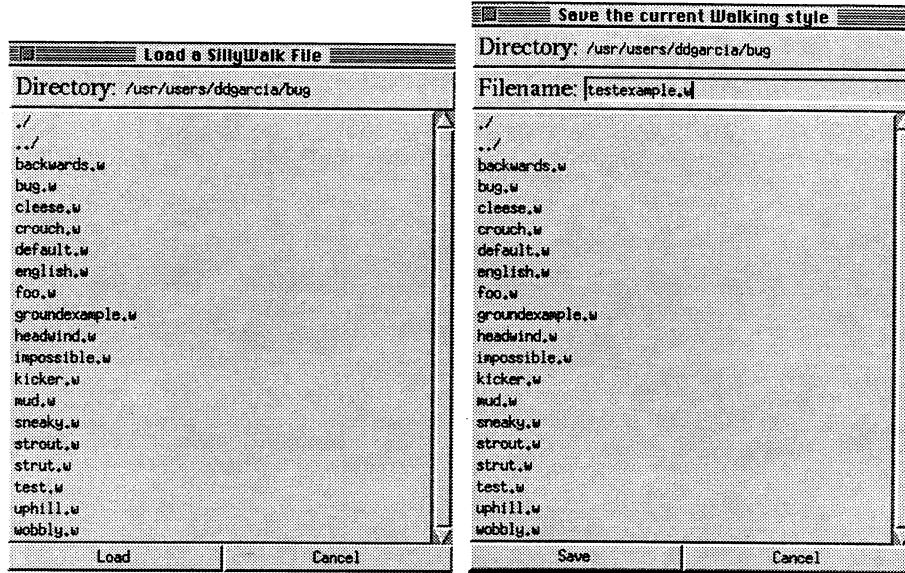 Load a SillyWalk File
Directory: /usr/users/ddgarcia/bug
./
../
backwards.w
bug.w
cleese.w
crouch.w
default.w
english.w
foo.w
groundexample.w
headwind.w
impossible.w
kicker.w
mud.w
sneaky.w
strout.w
strut.w
test.w
uphill.w
wobbly.w
Load
Cancel
Save the current Walking style
Directory: /usr/users/ddgarcia/bug
Filename: testexample.w
./
../
backwards.w
bug.w
cleese.w
crouch.w
default.w
english.w
foo.w
groundexample.w
headwind.w
impossible.w
kicker.w
mud.w
sneaky.w
strout.w
strut.w
test.w
uphill.w
wobbly.w
Save
Cancel